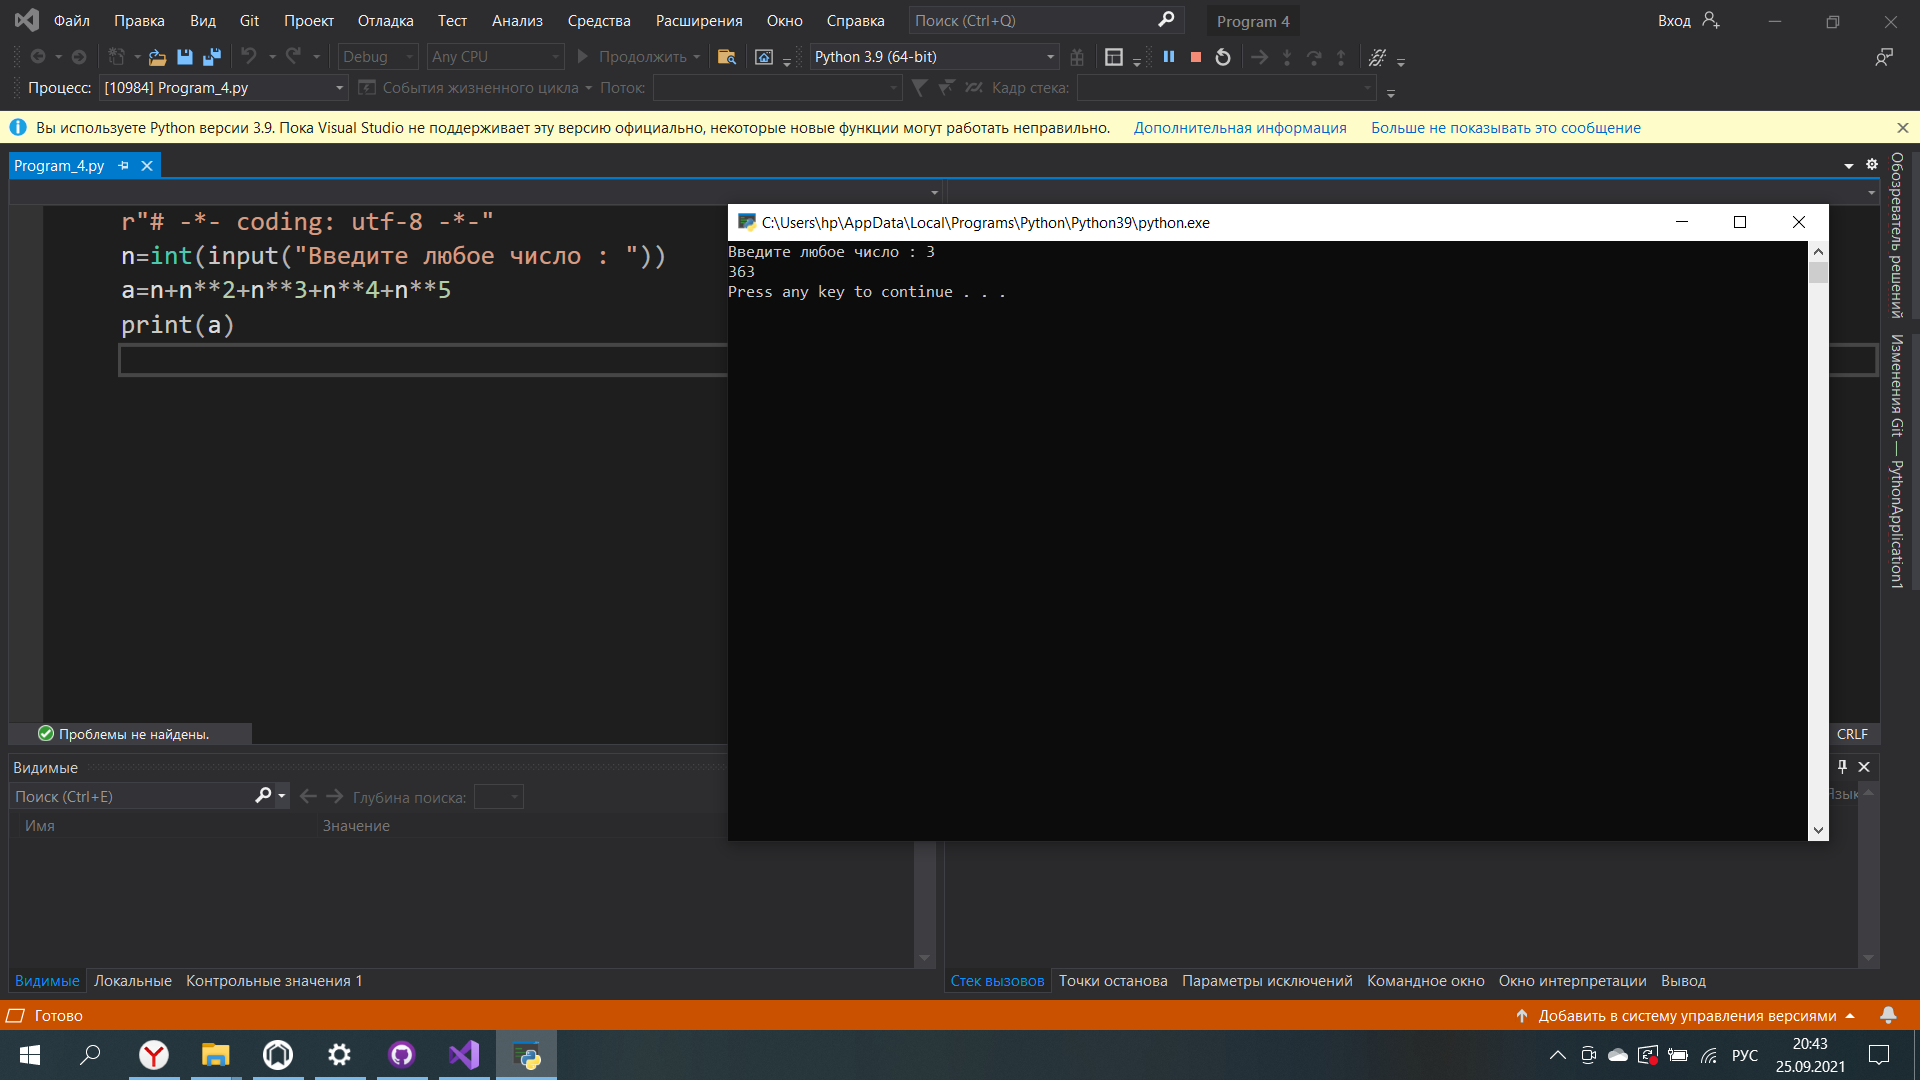 Файл Правка Вид Git Проект Отладка Тест Анализ Средства Расширения Окно Справка Поиск (Ctrl+Q) Program 4 Вход
Debug Any CPU Продолжить Python 3.9 (64-bit)
Процесс: [10984] Program_4.py События жизненного цикла Поток: Кадр стека:
Вы используете Python версии 3.9. Пока Visual Studio не поддерживает эту версию официально, некоторые новые функции могут работать неправильно. Дополнительная информация Больше не показывать это сообщение
Program_4.py
r"# -*- coding: utf-8 -*-"
n=int(input("Введите любое число : "))
a=n+n**2+n**3+n**4+n**5
print(a)
C:\Users\hp\AppData\Local\Programs\Python\Python39\python.exe
Введите любое число : 3
363
Press any key to continue . . .
Обозреватель решений
Изменения Git — PythonApplication1
Проблемы не найдены.
CRLF
Видимые
Поиск (Ctrl+E) Глубина поиска:
Имя Значение
Язык
Видимые Локальные Контрольные значения 1
Стек вызовов Точки останова Параметры исключений Командное окно Окно интерпретации Вывод
Готово
Добавить в систему управления версиями
РУС
20:43
25.09.2021